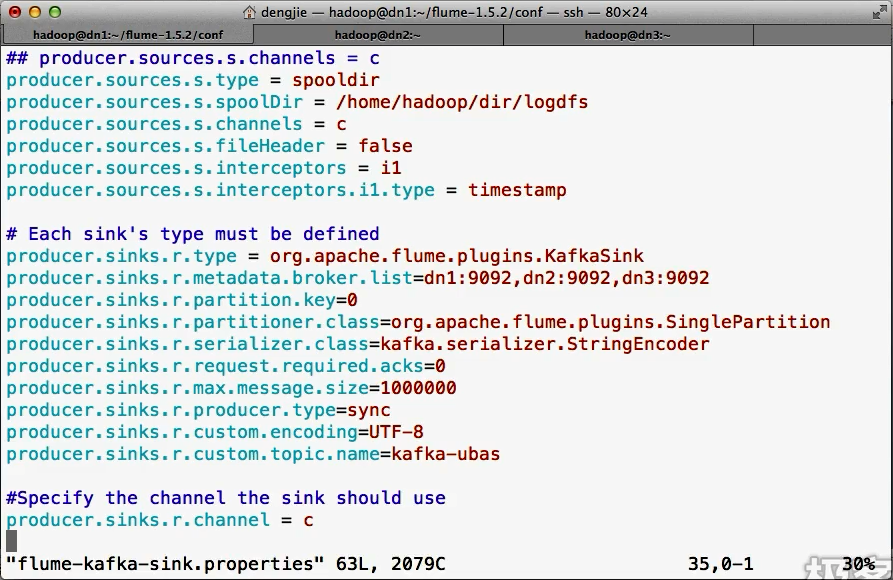 dengjie — hadoop@dn1:~/flume-1.5.2/conf — ssh — 80×24
hadoop@dn1:~/flume-1.5.2/conf hadoop@dn2:~ hadoop@dn3:~
## producer.sources.s.channels = c
producer.sources.s.type = spooldir
producer.sources.s.spoolDir = /home/hadoop/dir/logdfs
producer.sources.s.channels = c
producer.sources.s.fileHeader = false
producer.sources.s.interceptors = i1
producer.sources.s.interceptors.i1.type = timestamp
# Each sink's type must be defined
producer.sinks.r.type = org.apache.flume.plugins.KafkaSink
producer.sinks.r.metadata.broker.list=dn1:9092,dn2:9092,dn3:9092
producer.sinks.r.partition.key=0
producer.sinks.r.partitioner.class=org.apache.flume.plugins.SinglePartition
producer.sinks.r.serializer.class=kafka.serializer.StringEncoder
producer.sinks.r.request.required.acks=0
producer.sinks.r.max.message.size=1000000
producer.sinks.r.producer.type=sync
producer.sinks.r.custom.encoding=UTF-8
producer.sinks.r.custom.topic.name=kafka-ubas
#Specify the channel the sink should use
producer.sinks.r.channel = c
"flume-kafka-sink.properties" 63L, 2079C 35,0-1 30%